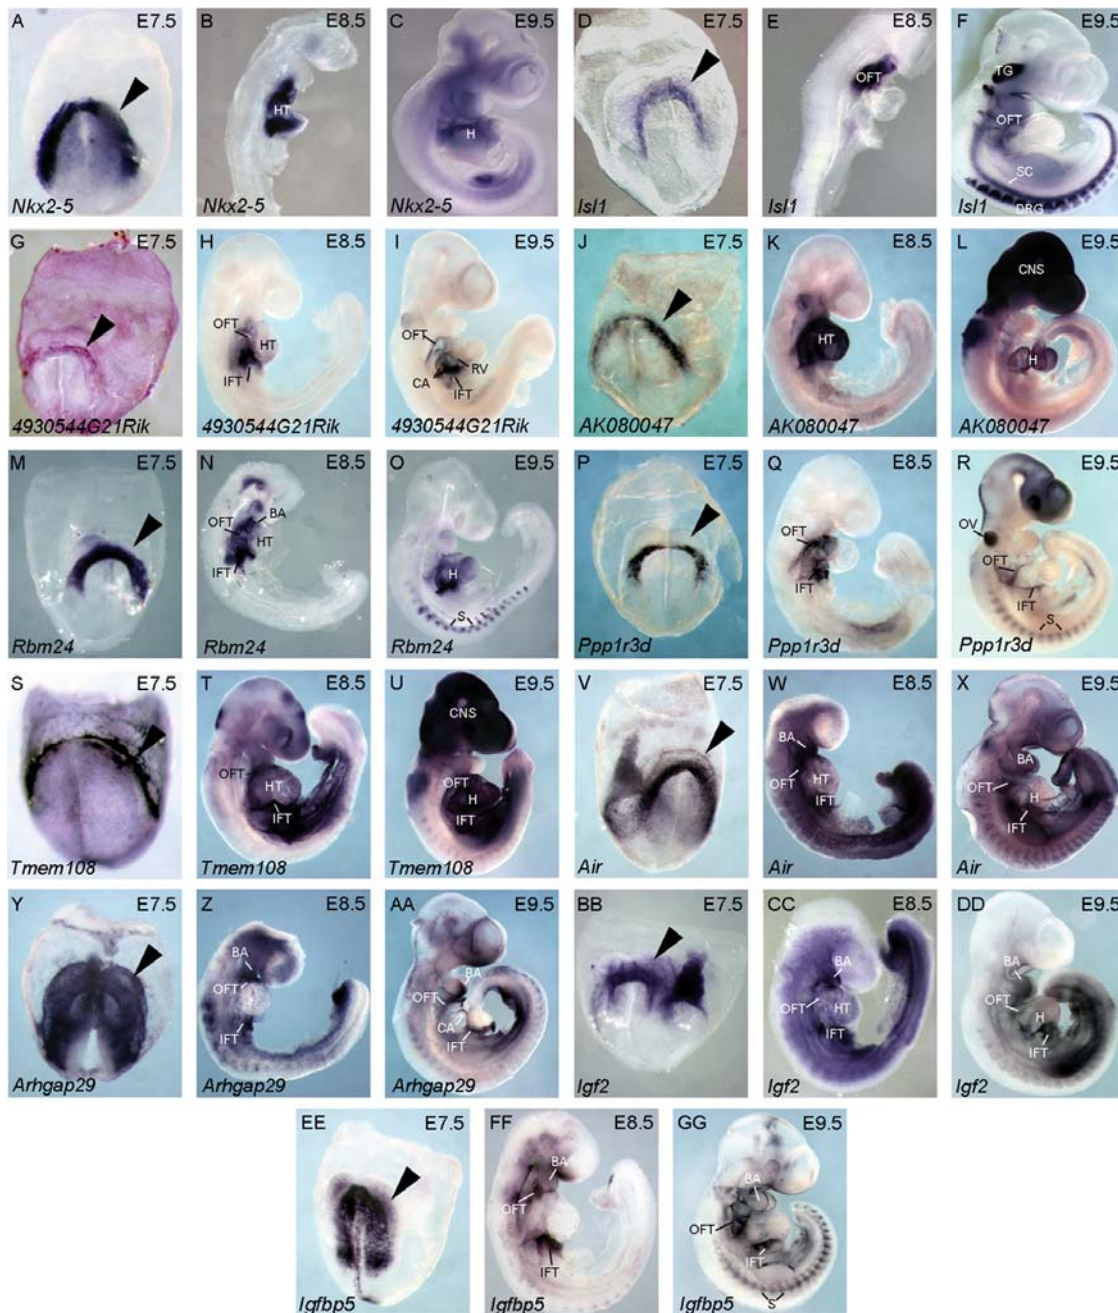 A E7.5 B E8.5 C E9.5 D E7.5 E E8.5 F E9.5
TG
OFT
HT
OFT
H
SC
DRG
Nkx2-5 Nkx2-5 Nkx2-5 Isl1 Isl1 Isl1
G E7.5 H E8.5 I E9.5 J E7.5 K E8.5 L E9.5
CNS
OFT HT IFT
OFT RV CA IFT
HT
H
4930544G21Rik 4930544G21Rik 4930544G21Rik AK080047 AK080047 AK080047
M E7.5 N E8.5 O E9.5 P E7.5 Q E8.5 R E9.5
OFT BA HT IFT
H S
OFT IFT
OV OFT IFT S
Rbm24 Rbm24 Rbm24 Ppp1r3d Ppp1r3d Ppp1r3d
S E7.5 T E8.5 U E9.5 V E7.5 W E8.5 X E9.5
OFT HT IFT
CNS OFT H IFT
BA OFT HT IFT
BA OFT H IFT
Tmem108 Tmem108 Tmem108 Air Air Air
Y E7.5 Z E8.5 AA E9.5 BB E7.5 CC E8.5 DD E9.5
BA OFT IFT
BA OFT CA IFT
BA OFT HT IFT
BA OFT H IFT
Arhgap29 Arhgap29 Arhgap29 Igf2 Igf2 Igf2
EE E7.5 FF E8.5 GG E9.5
BA OFT IFT
BA OFT IFT S
Igfbp5 Igfbp5 Igfbp5